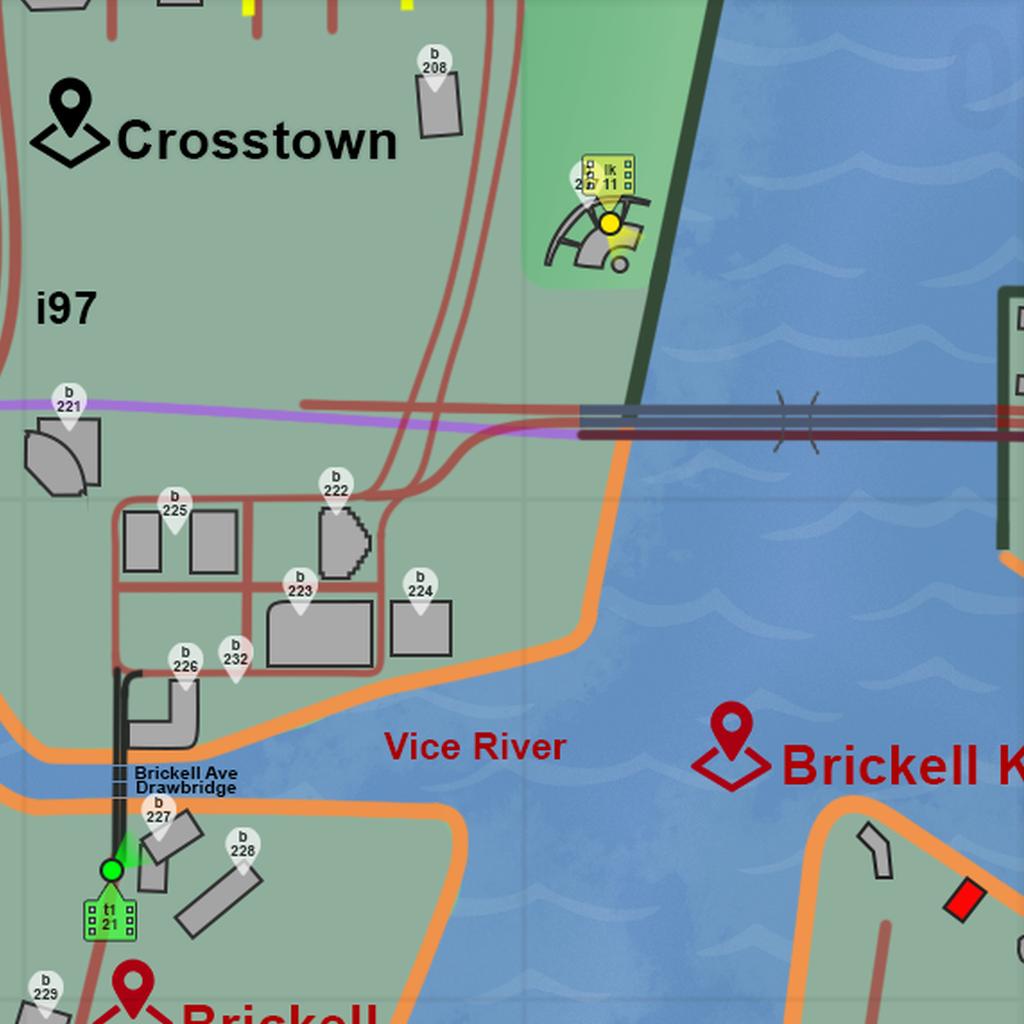 b
208
Crosstown
lk
11
i97
b
221
b
222
b
225
b
223
b
224
b
232
b
226
Vice River
Brickell K
Brickell Ave
Drawbridge
b
227
b
228
t1
21
b
229
Brickell